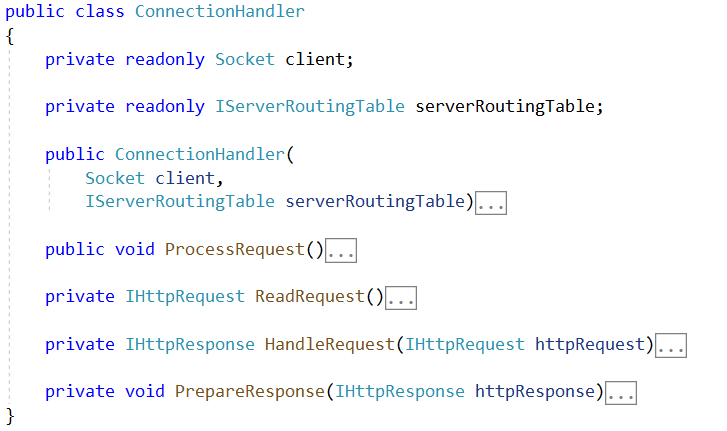 public class ConnectionHandler
{
private readonly Socket client;
private readonly IServerRoutingTable serverRoutingTable;
public ConnectionHandler(
Socket client,
IServerRoutingTable serverRoutingTable)...
public void ProcessRequest()...
private IHttpRequest ReadRequest()...
private IHttpResponse HandleRequest(IHttpRequest httpRequest)...
private void PrepareResponse(IHttpResponse httpResponse)...
}